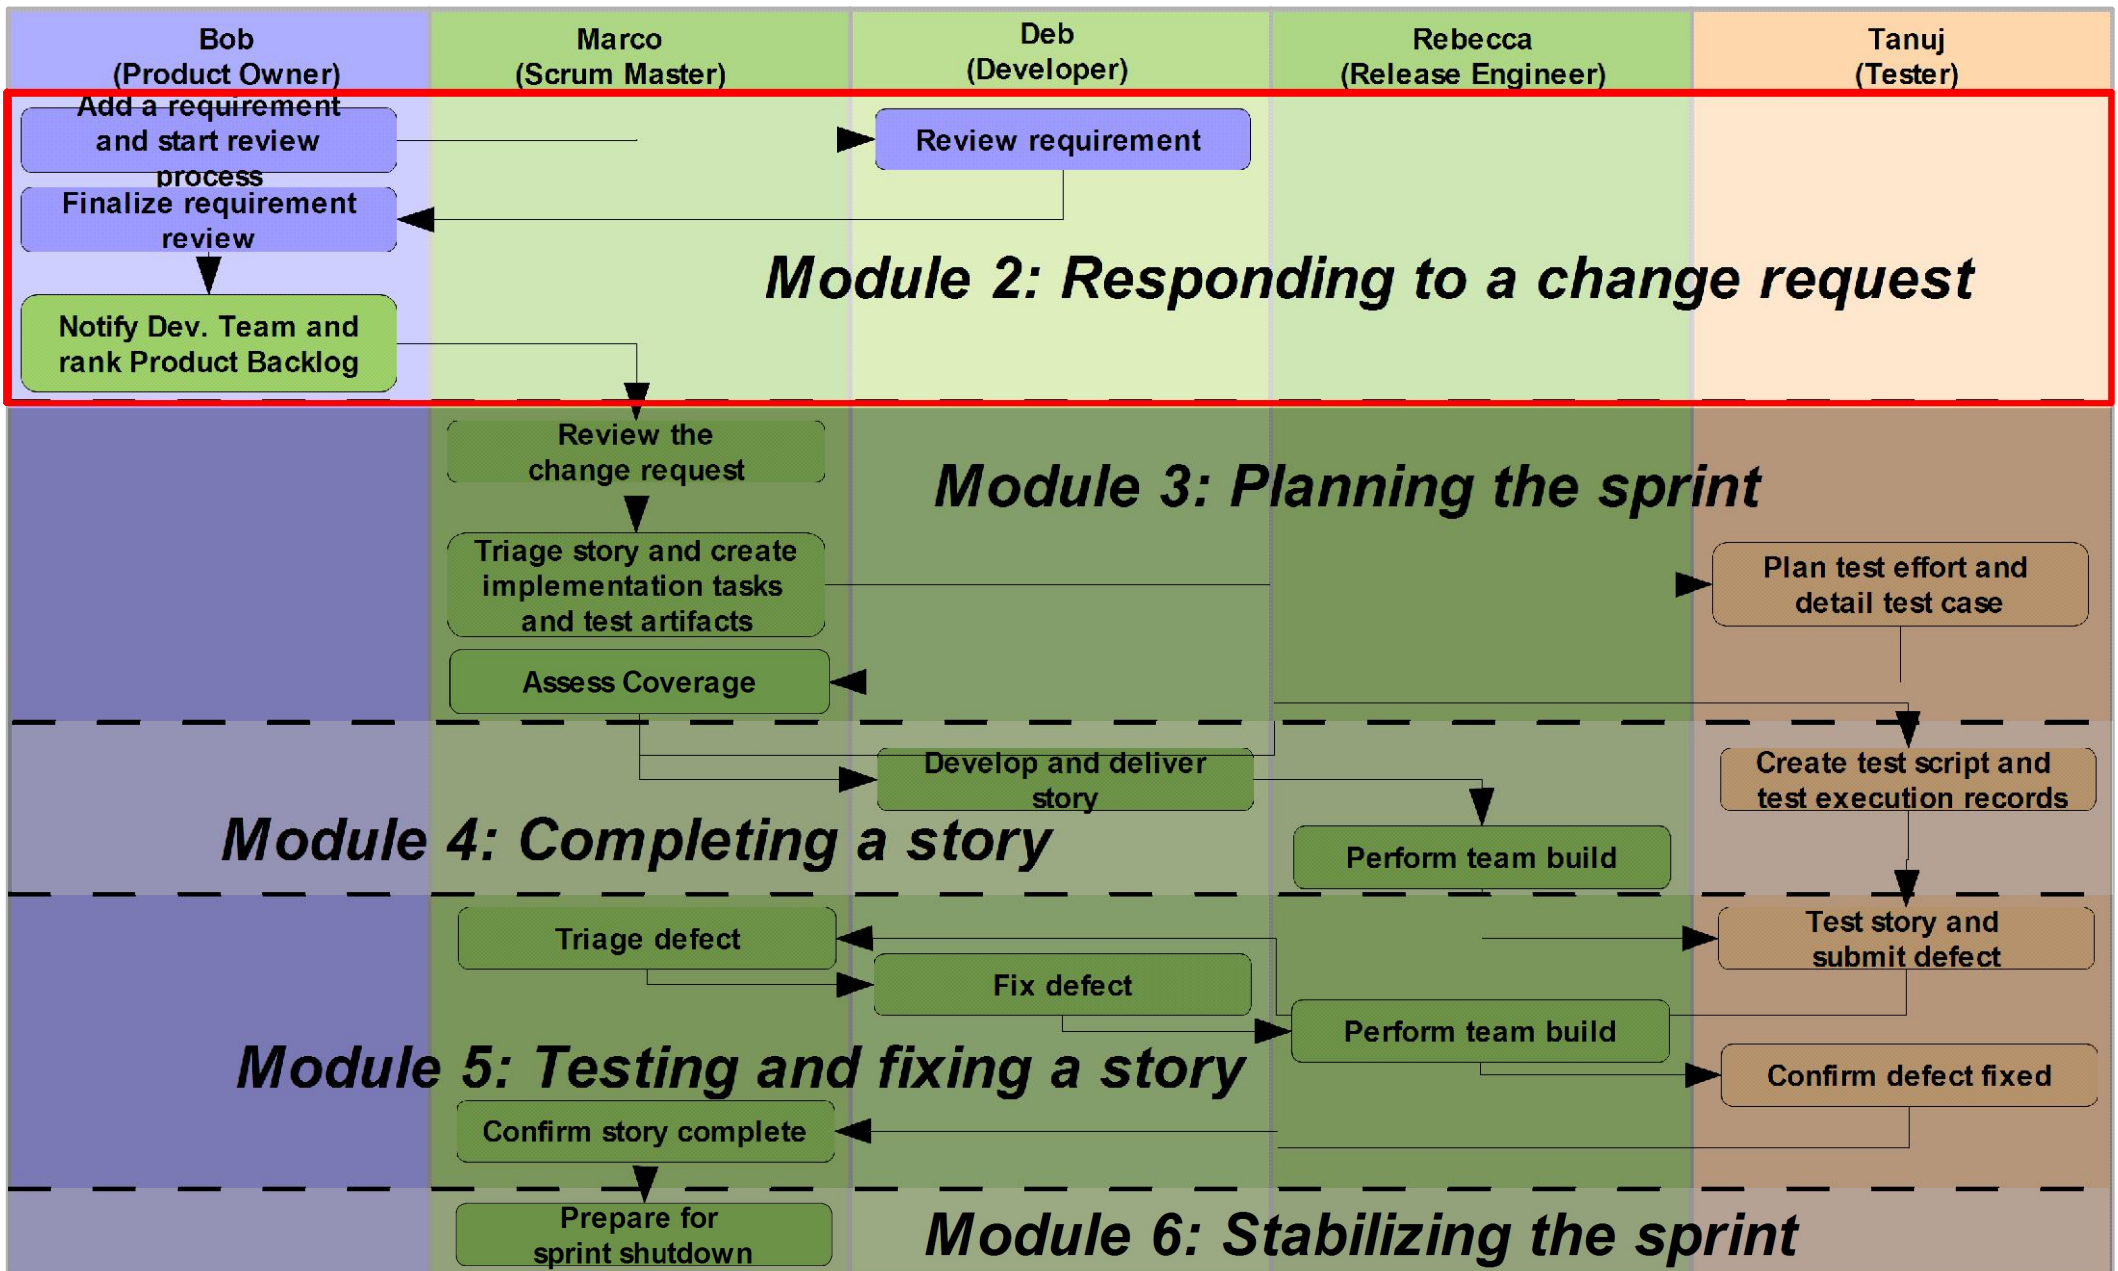 Bob
(Product Owner)
Marco
(Scrum Master)
Deb
(Developer)
Rebecca
(Release Engineer)
Tanuj
(Tester)
Add a requirement
and start review
process
Review requirement
Finalize requirement
review
Module 2: Responding to a change request
Notify Dev. Team and
rank Product Backlog
Review the
change request
Module 3: Planning the sprint
Triage story and create
implementation tasks
and test artifacts
Plan test effort and
detail test case
Assess Coverage
Develop and deliver
story
Create test script and
test execution records
Module 4: Completing a story
Perform team build
Triage defect
Test story and
submit defect
Fix defect
Perform team build
Module 5: Testing and fixing a story
Confirm defect fixed
Confirm story complete
Prepare for
sprint shutdown
Module 6: Stabilizing the sprint